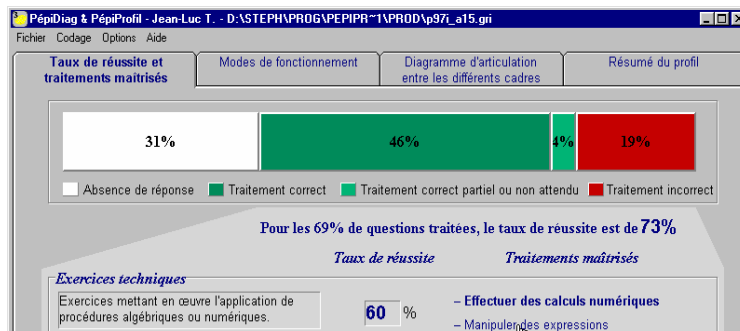 PépiDiag & PépiProfil - Jean-Luc T. - D:\STEPH\PROG\PEPIPR~1\PROD\p97i_a15.gri
Fichier Codage Options Aide
Taux de réussite et traitements maîtrisés
Modes de fonctionnement
Diagramme d'articulation entre les différents cadres
Résumé du profil
31% 46% 4% 19%
Absence de réponse Traitement correct Traitement correct partiel ou non attendu Traitement incorrect
Pour les 69% de questions traitées, le taux de réussite est de 73%
Taux de réussite Traitements maîtrisés
Exercices techniques
Exercices mettant en œuvre l'application de
procédures algébriques ou numériques.
60 %
– Effectuer des calculs numériques
– Manipuler des expressions